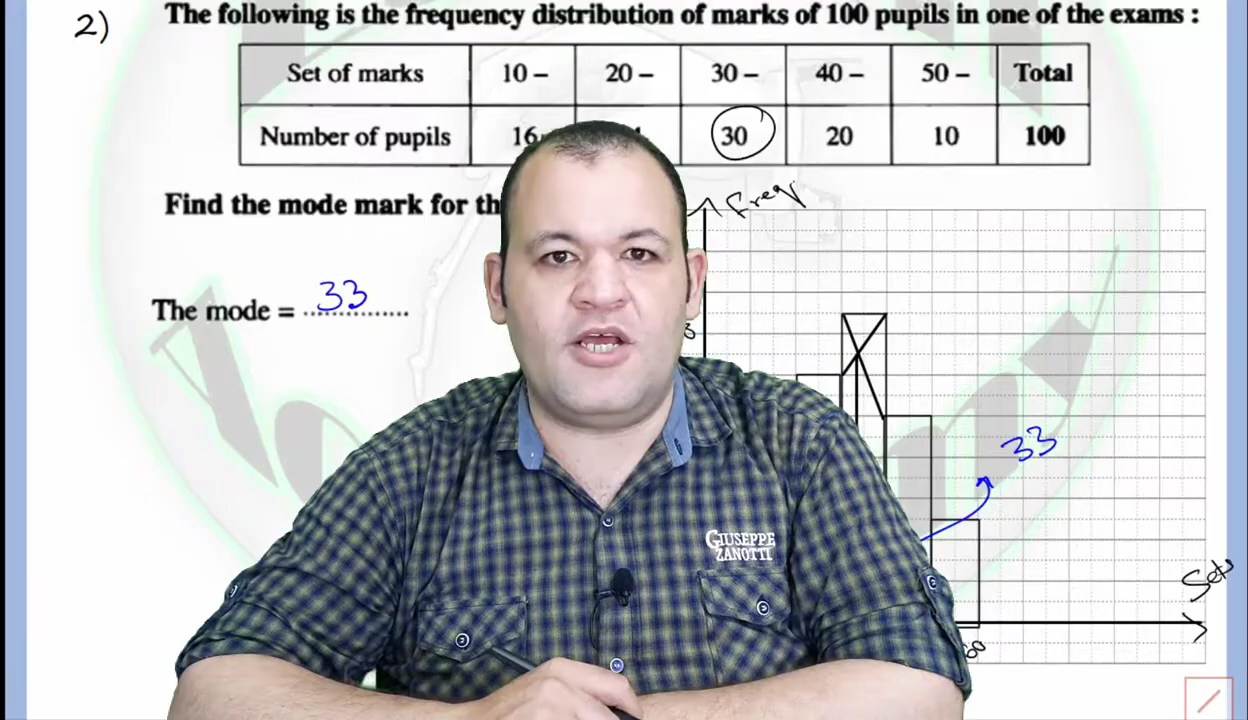 2)
The following is the frequency distribution of marks of 100 pupils in one of the exams :
Set of marks 10 – 20 – 30 – 40 – 50 – Total
Number of pupils 16 30 20 10 100
Find the mode mark for
The mode = 33
Freq.
33
GIUSEPPE
ZANOTTI
Sets
60